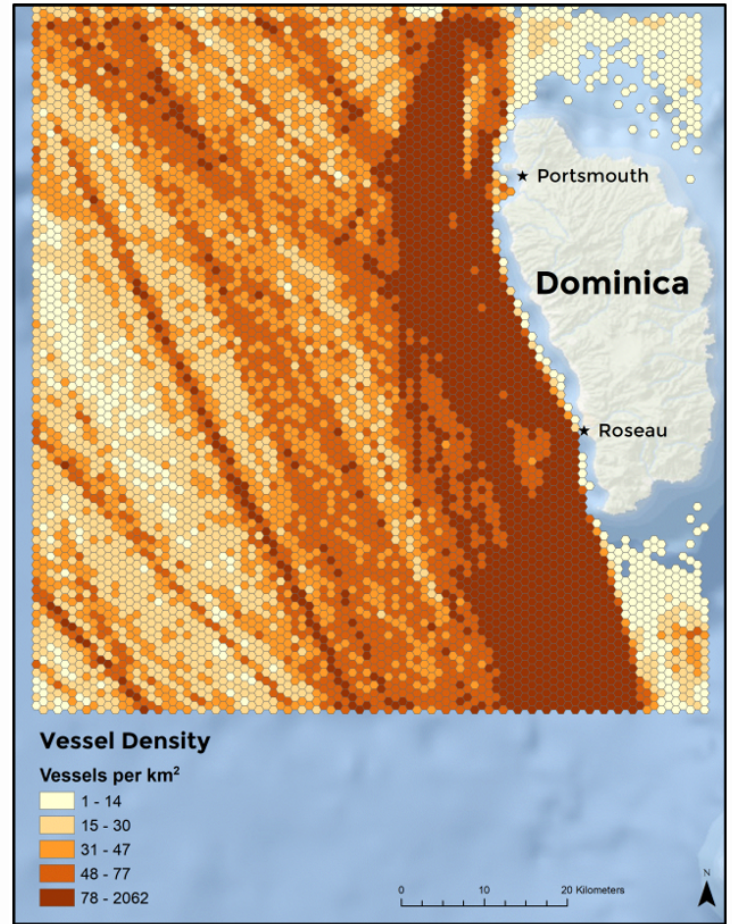 Portsmouth
Dominica
Roseau
Vessel Density
Vessels per km²
1 - 14
15 - 30
31 - 47
48 - 77
78 - 2062
0 10 20 Kilometers
N